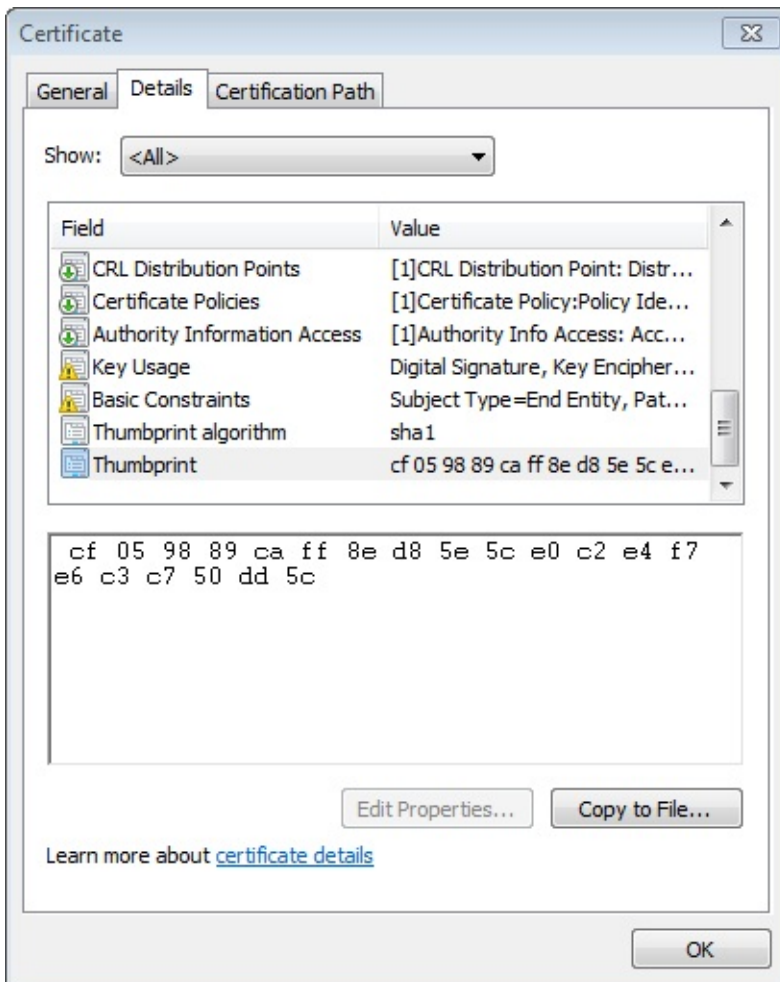 Certificate
General Details Certification Path
Show: <All>
Field Value
CRL Distribution Points [1]CRL Distribution Point: Distr...
Certificate Policies [1]Certificate Policy:Policy Ide...
Authority Information Access [1]Authority Info Access: Acc...
Key Usage Digital Signature, Key Encipher...
Basic Constraints Subject Type=End Entity, Pat...
Thumbprint algorithm sha1
Thumbprint cf 05 98 89 ca ff 8e d8 5e 5c e...
cf 05 98 89 ca ff 8e d8 5e 5c e0 c2 e4 f7
e6 c3 c7 50 dd 5c
Edit Properties... Copy to File...
Learn more about certificate details
OK